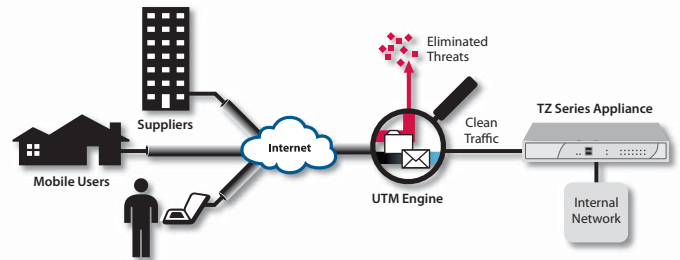 Eliminated
Threats
Suppliers
Internet
Clean
Traffic
TZ Series Appliance
Mobile Users
UTM Engine
Internal
Network